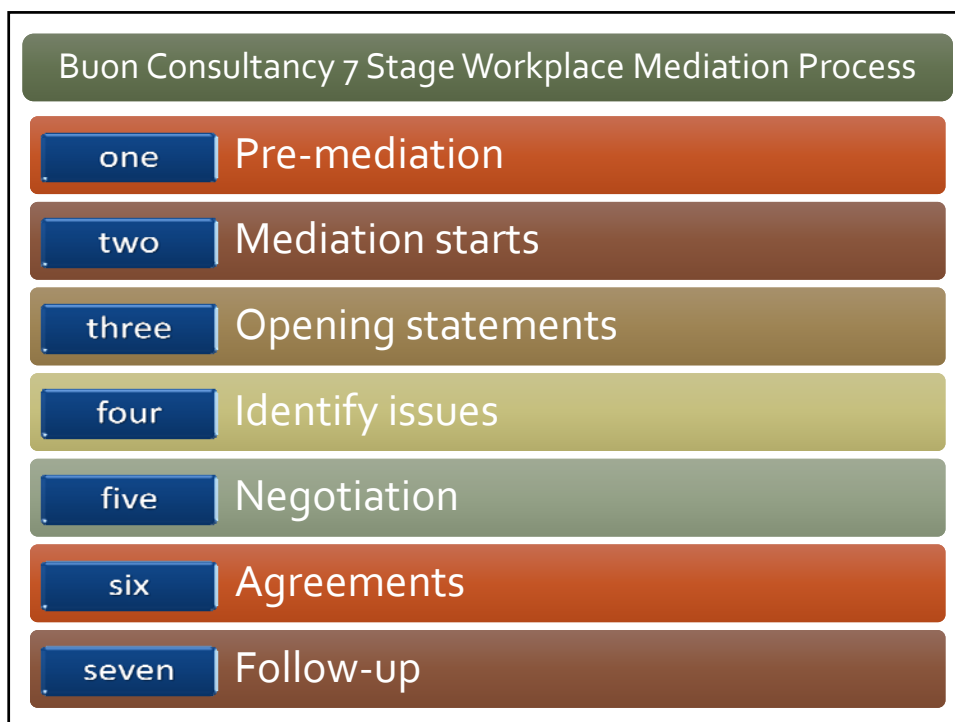 Buon Consultancy 7 Stage Workplace Mediation Process
one Pre-mediation
two Mediation starts
three Opening statements
four Identify issues
five Negotiation
six Agreements
seven Follow-up